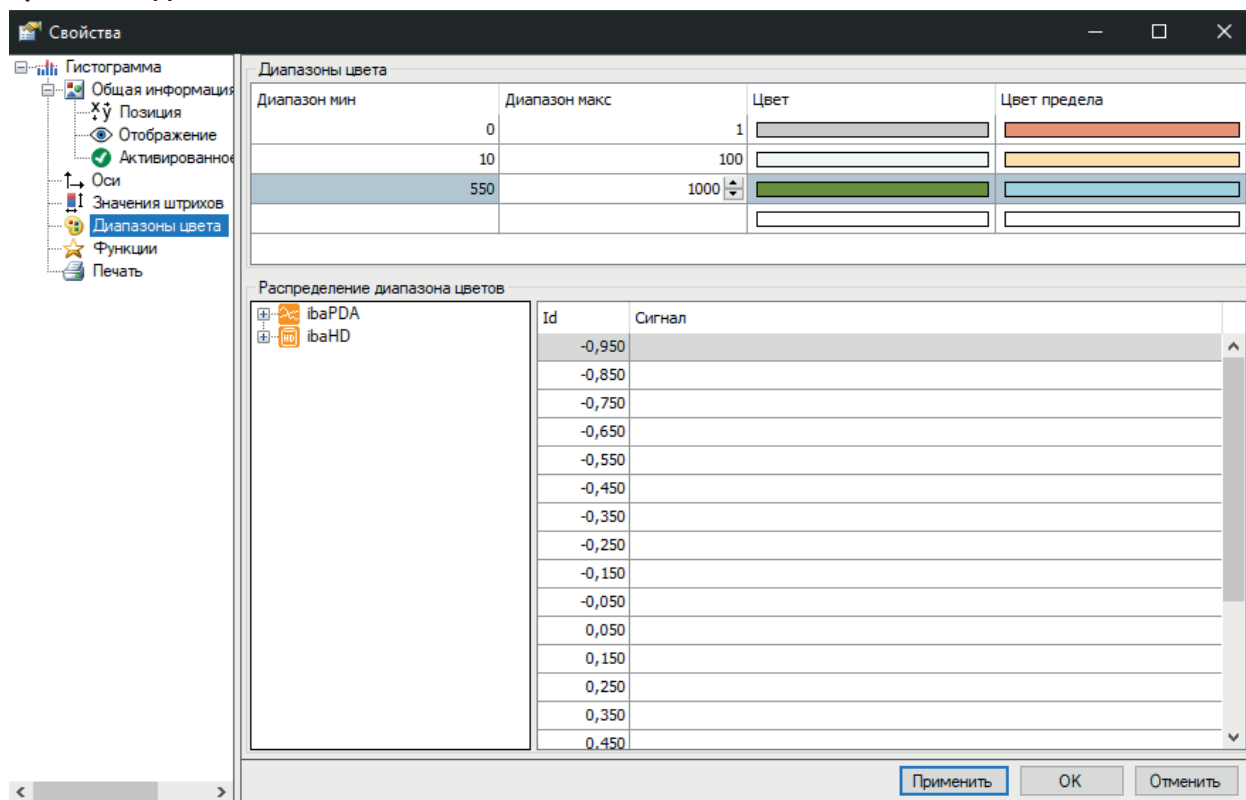 Свойства
Гистограмма
Общая информация
Позиция
Отображение
Активированное
Оси
Значения штрихов
Диапазоны цвета
Функции
Печать
Диапазоны цвета
Диапазон мин Диапазон макс Цвет Цвет предела
0 1
10 100
550 1000
Распределение диапазона цветов
ibaPDA
ibaHD
Id Сигнал
-0,950
-0,850
-0,750
-0,650
-0,550
-0,450
-0,350
-0,250
-0,150
-0,050
0,050
0,150
0,250
0,350
0,450
Применить OK Отменить